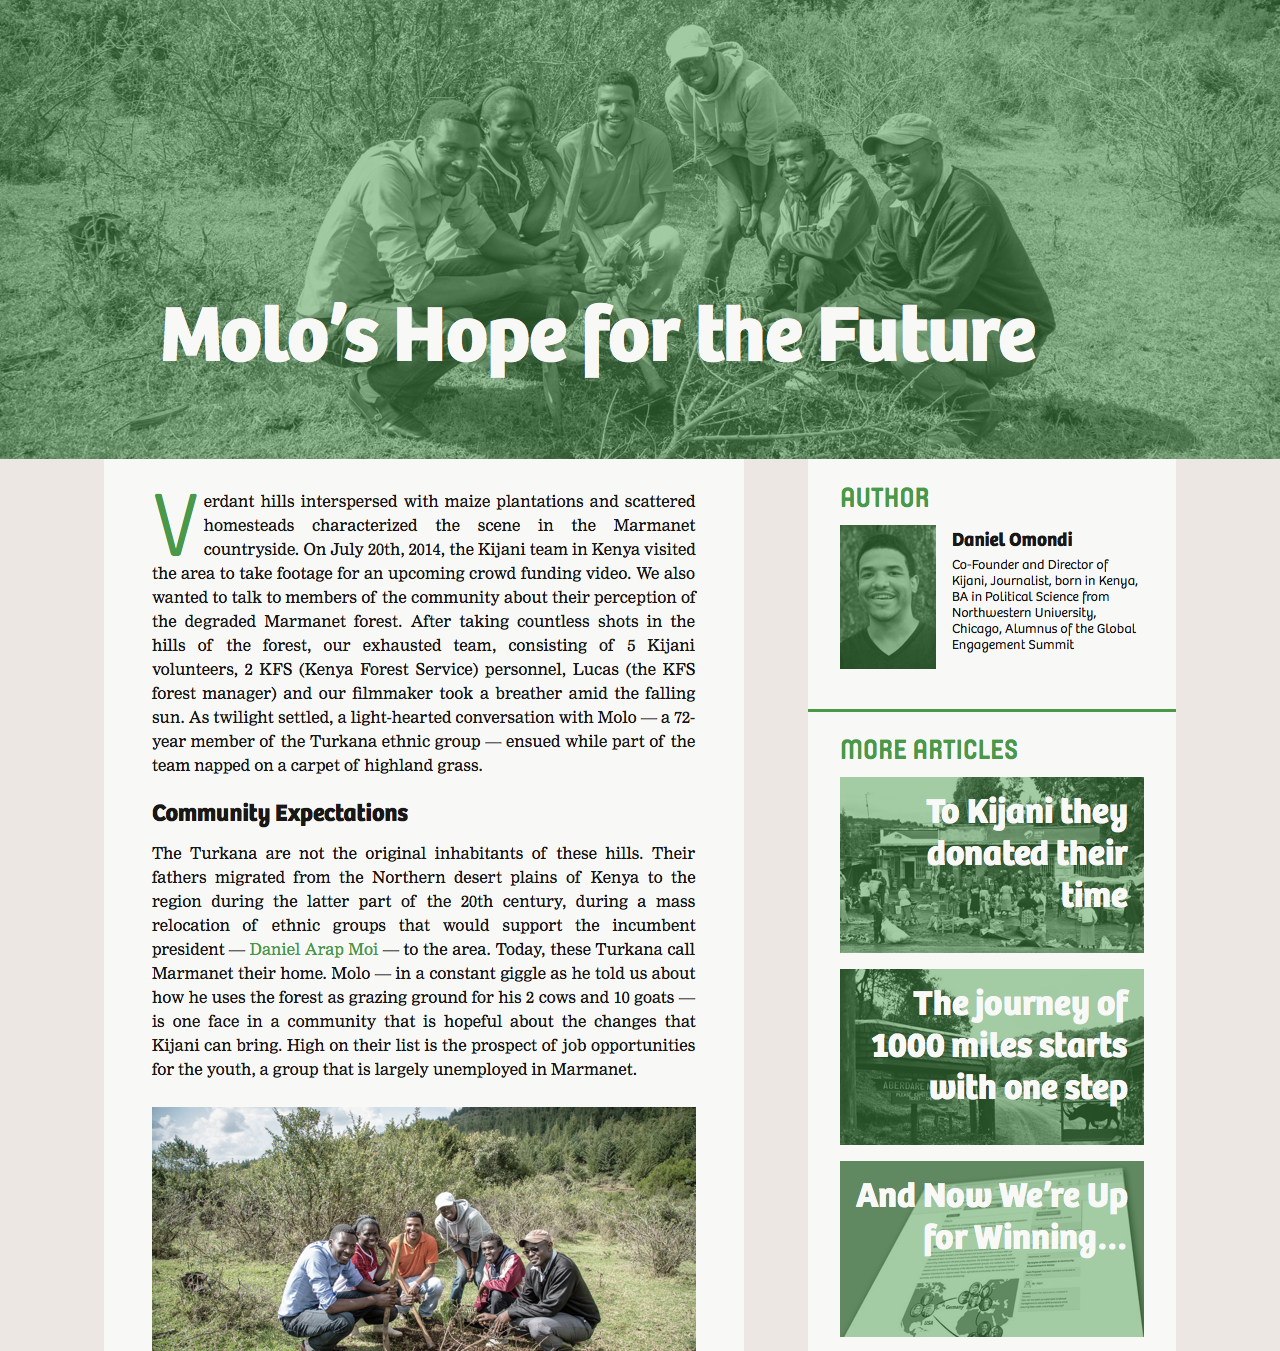 Molo’s Hope for the Future
Verdant hills interspersed with maize plantations and scattered
homesteads characterized the scene in the Marmanet
countryside. On July 20th, 2014, the Kijani team in Kenya visited
the area to take footage for an upcoming crowd funding video. We also
wanted to talk to members of the community about their perception of
the degraded Marmanet forest. After taking countless shots in the
hills of the forest, our exhausted team, consisting of 5 Kijani
volunteers, 2 KFS (Kenya Forest Service) personnel, Lucas (the KFS
forest manager) and our filmmaker took a breather amid the falling
sun. As twilight settled, a light-hearted conversation with Molo — a 72-
year member of the Turkana ethnic group — ensued while part of the
team napped on a carpet of highland grass.
Community Expectations
The Turkana are not the original inhabitants of these hills. Their
fathers migrated from the Northern desert plains of Kenya to the
region during the latter part of the 20th century, during a mass
relocation of ethnic groups that would support the incumbent
president — Daniel Arap Moi — to the area. Today, these Turkana call
Marmanet their home. Molo — in a constant giggle as he told us about
how he uses the forest as grazing ground for his 2 cows and 10 goats —
is one face in a community that is hopeful about the changes that
Kijani can bring. High on their list is the prospect of job opportunities
for the youth, a group that is largely unemployed in Marmanet.
AUTHOR
Daniel Omondi
Co-Founder and Director of
Kijani, Journalist, born in Kenya,
BA in Political Science from
Northwestern University,
Chicago, Alumnus of the Global
Engagement Summit
MORE ARTICLES
To Kijani they
donated their
time
The journey of
1000 miles starts
with one step
ABERDARE
And Now We’re Up
for Winning...
Germany
USA